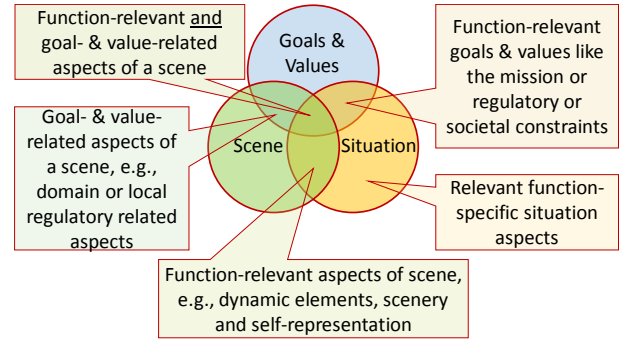 Function-relevant and
goal- & value-related
aspects of a scene
Goals &
Values
Function-relevant
goals & values like
the mission or
regulatory or
societal constraints
Goal- & value-
related aspects of
a scene, e.g.,
domain or local
regulatory related
aspects
Scene
Situation
Relevant function-
specific situation
aspects
Function-relevant aspects of scene,
e.g., dynamic elements, scenery
and self-representation